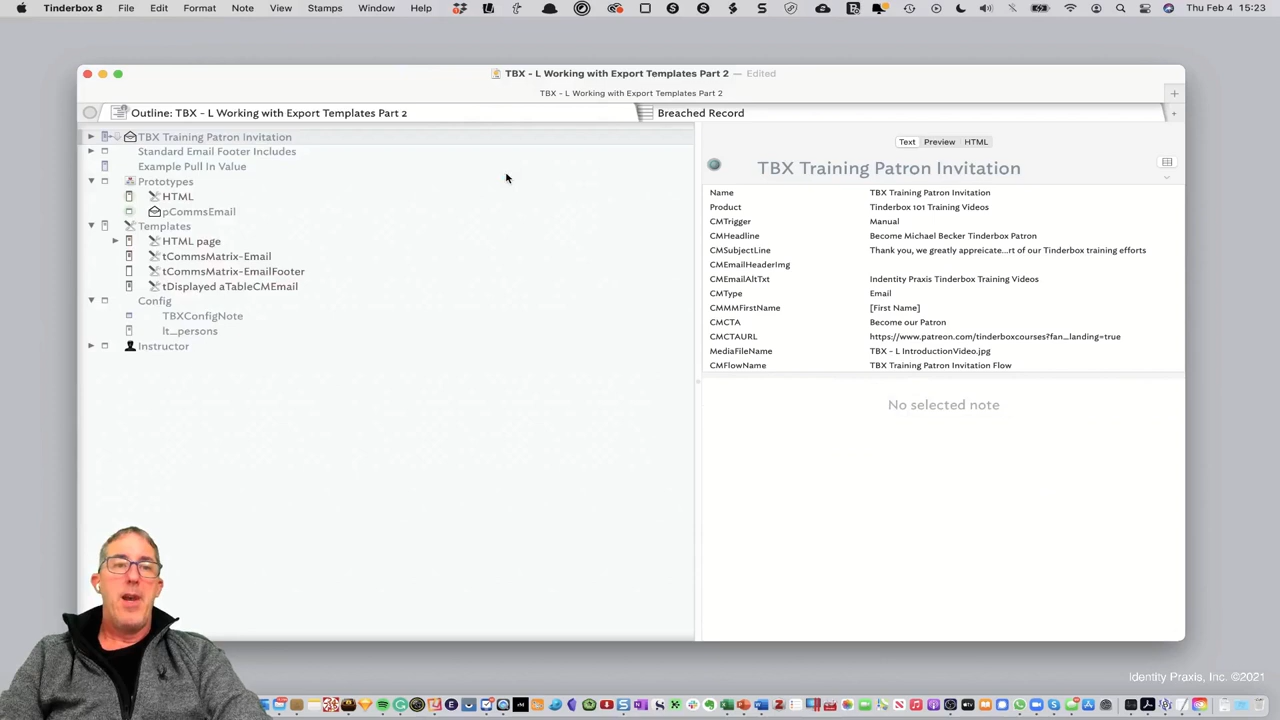 Tinderbox 8 File Edit Format Note View Stamps Window Help Thu Feb 4 15:23
TBX - L Working with Export Templates Part 2 — Edited
TBX - L Working with Export Templates Part 2
Outline: TBX - L Working with Export Templates Part 2
Breached Record
TBX Training Patron Invitation
Standard Email Footer Includes
Example Pull In Value
Prototypes
HTML
pCommsEmail
Templates
HTML page
tCommsMatrix-Email
tCommsMatrix-EmailFooter
tDisplayed aTableCMEmail
Config
TBXConfigNote
lt_persons
Instructor
Text Preview HTML
TBX Training Patron Invitation
Name TBX Training Patron Invitation
Product Tinderbox 101 Training Videos
CMTrigger Manual
CMHeadline Become Michael Becker Tinderbox Patron
CMSubjectLine Thank you, we greatly appreicate...rt of our Tinderbox training efforts
CMEmailHeaderImg
CMEmailAltTxt Indentity Praxis Tinderbox Training Videos
CMType Email
CMMMFirstName [First Name]
CMCTA Become our Patron
CMCTAURL https://www.patreon.com/tinderboxcourses?fan_landing=true
MediaFileName TBX - L IntroductionVideo.jpg
CMFlowName TBX Training Patron Invitation Flow
No selected note
Identity Praxis, Inc. ©2021